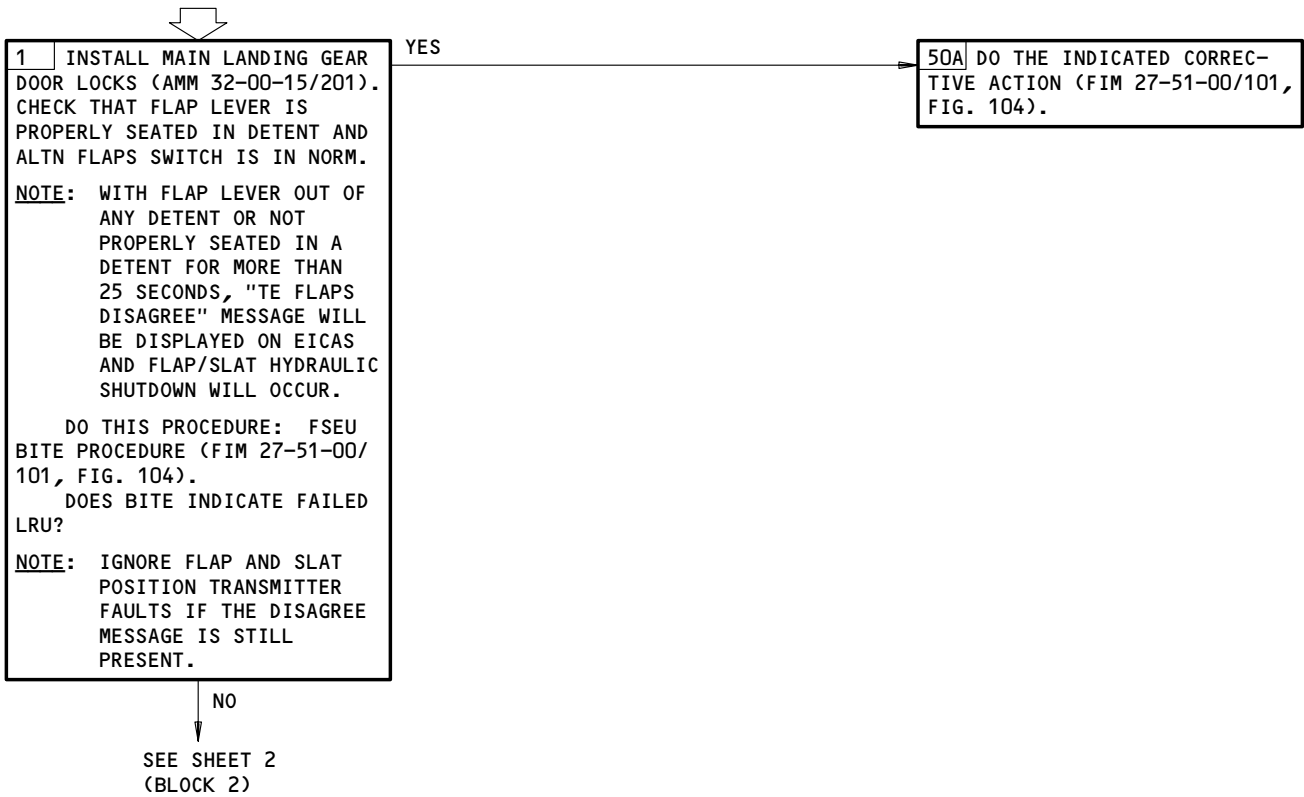 1 INSTALL MAIN LANDING GEAR
DOOR LOCKS (AMM 32-00-15/201).
CHECK THAT FLAP LEVER IS
PROPERLY SEATED IN DETENT AND
ALTN FLAPS SWITCH IS IN NORM.
NOTE: WITH FLAP LEVER OUT OF
ANY DETENT OR NOT
PROPERLY SEATED IN A
DETENT FOR MORE THAN
25 SECONDS, "TE FLAPS
DISAGREE" MESSAGE WILL
BE DISPLAYED ON EICAS
AND FLAP/SLAT HYDRAULIC
SHUTDOWN WILL OCCUR.
DO THIS PROCEDURE: FSEU
BITE PROCEDURE (FIM 27-51-00/
101, FIG. 104).
DOES BITE INDICATE FAILED
LRU?
NOTE: IGNORE FLAP AND SLAT
POSITION TRANSMITTER
FAULTS IF THE DISAGREE
MESSAGE IS STILL
PRESENT.
YES
50A DO THE INDICATED CORREC-
TIVE ACTION (FIM 27-51-00/101,
FIG. 104).
NO
SEE SHEET 2
(BLOCK 2)